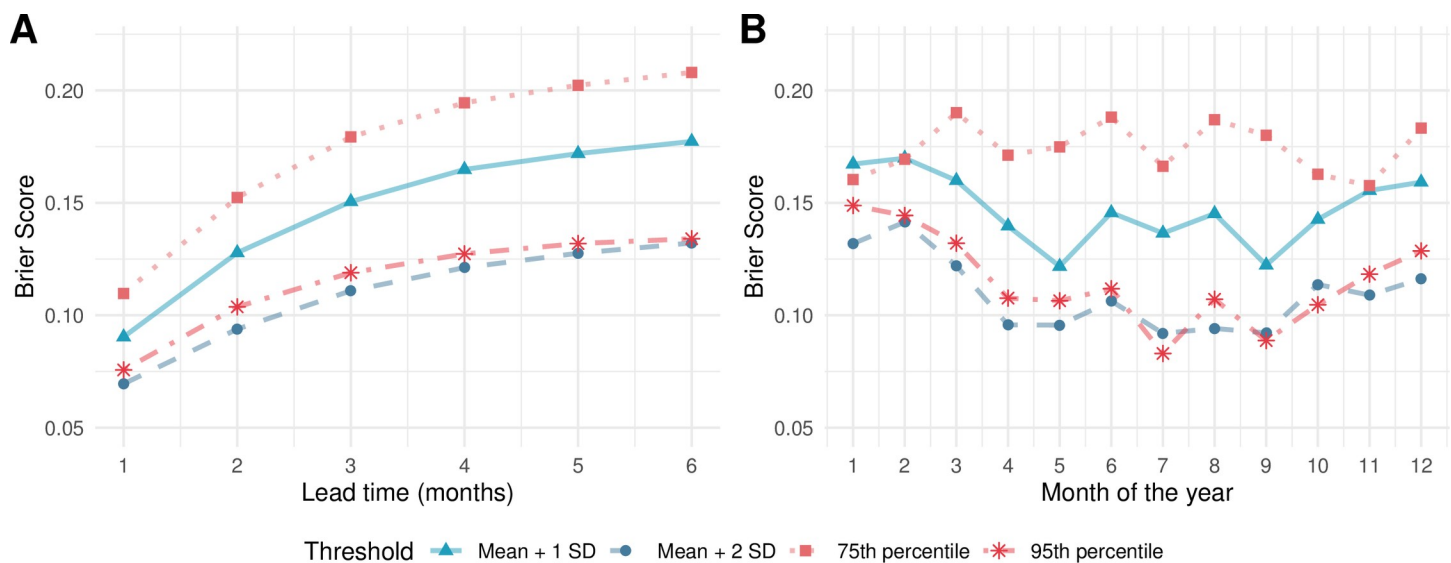 A
Brier Score
0.20
0.15
0.10
0.05
1 2 3 4 5 6
Lead time (months)
B
Brier Score
0.20
0.15
0.10
0.05
1 2 3 4 5 6 7 8 9 10 11 12
Month of the year
Threshold Mean + 1 SD Mean + 2 SD 75th percentile 95th percentile